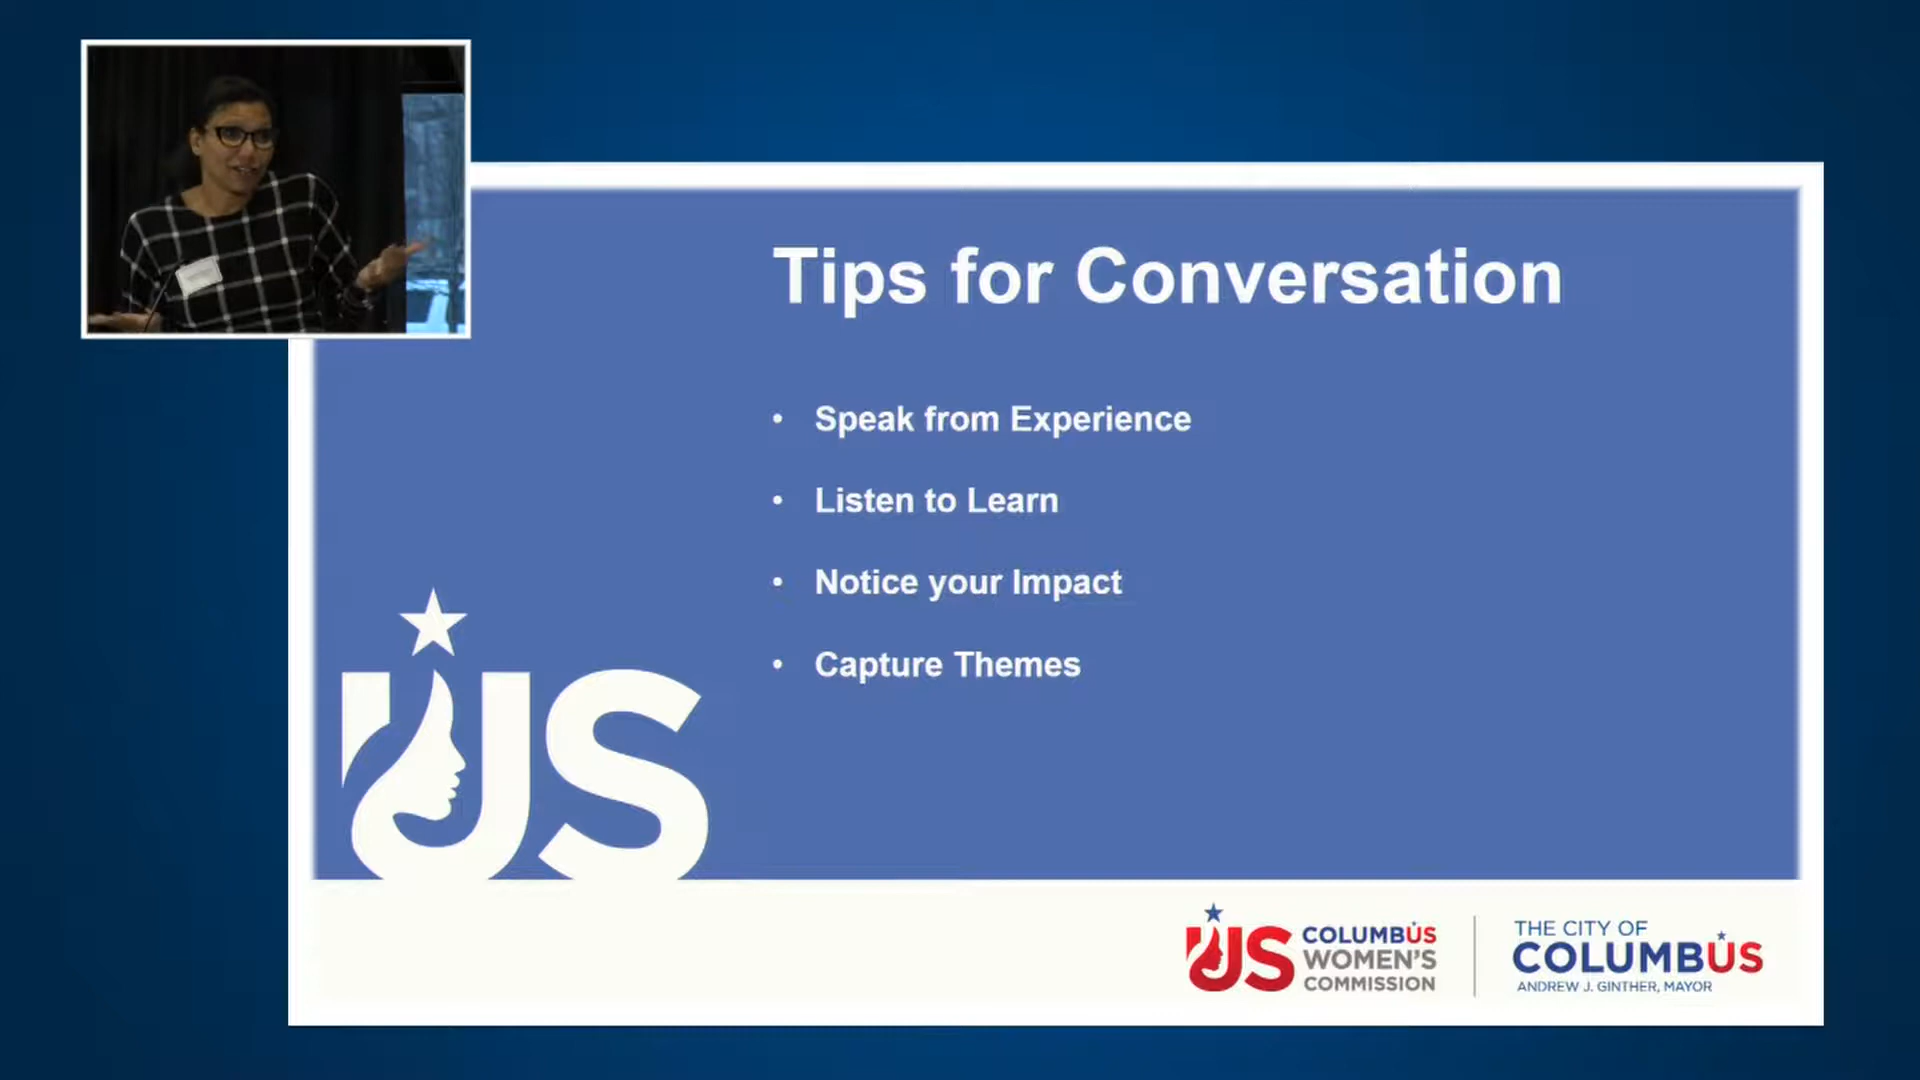 Tips for Conversation
• Speak from Experience
• Listen to Learn
• Notice your Impact
• Capture Themes
US
US
COLUMBUS
WOMEN'S
COMMISSION
THE CITY OF
COLUMBUS
ANDREW J. GINTHER, MAYOR